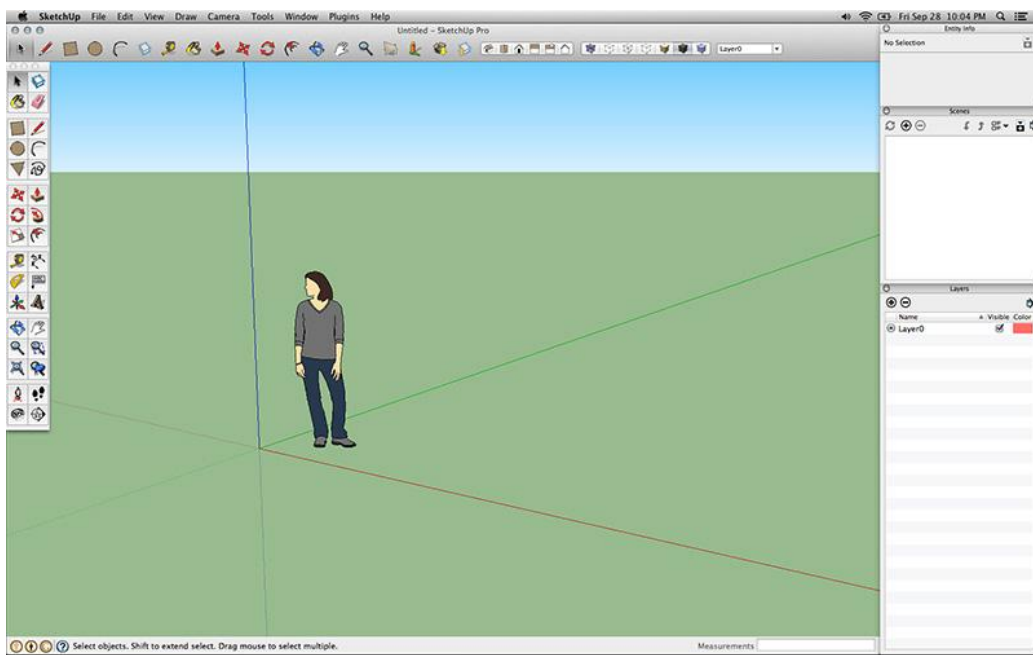 SketchUp File Edit View Draw Camera Tools Window Plugins Help Fri Sep 28 10:04 PM
Untitled - SketchUp Pro
Layer0
Entity Info
No Selection
Scenes
Layers
Name Visible Color
Layer0
Select objects. Shift to extend select. Drag mouse to select multiple.
Measurements